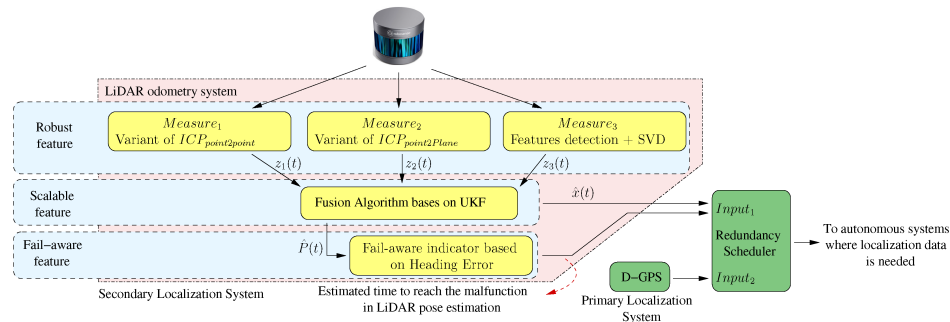 LiDAR odometry system
Robust
feature
Measure₁
Variant of ICP_point2point
Measure₂
Variant of ICP_point2Plane
Measure₃
Features detection + SVD
z₁(t)
z₂(t)
z₃(t)
Scalable
feature
Fusion Algorithm bases on UKF
x̂(t)
Fail−aware
feature
P̂(t)
Fail-aware indicator based
on Heading Error
Input₁
Redundancy
Scheduler
Input₂
To autonomous systems
where localization data
is needed
D−GPS
Secondary Localization System
Estimated time to reach the malfunction
in LiDAR pose estimation
Primary Localization
System